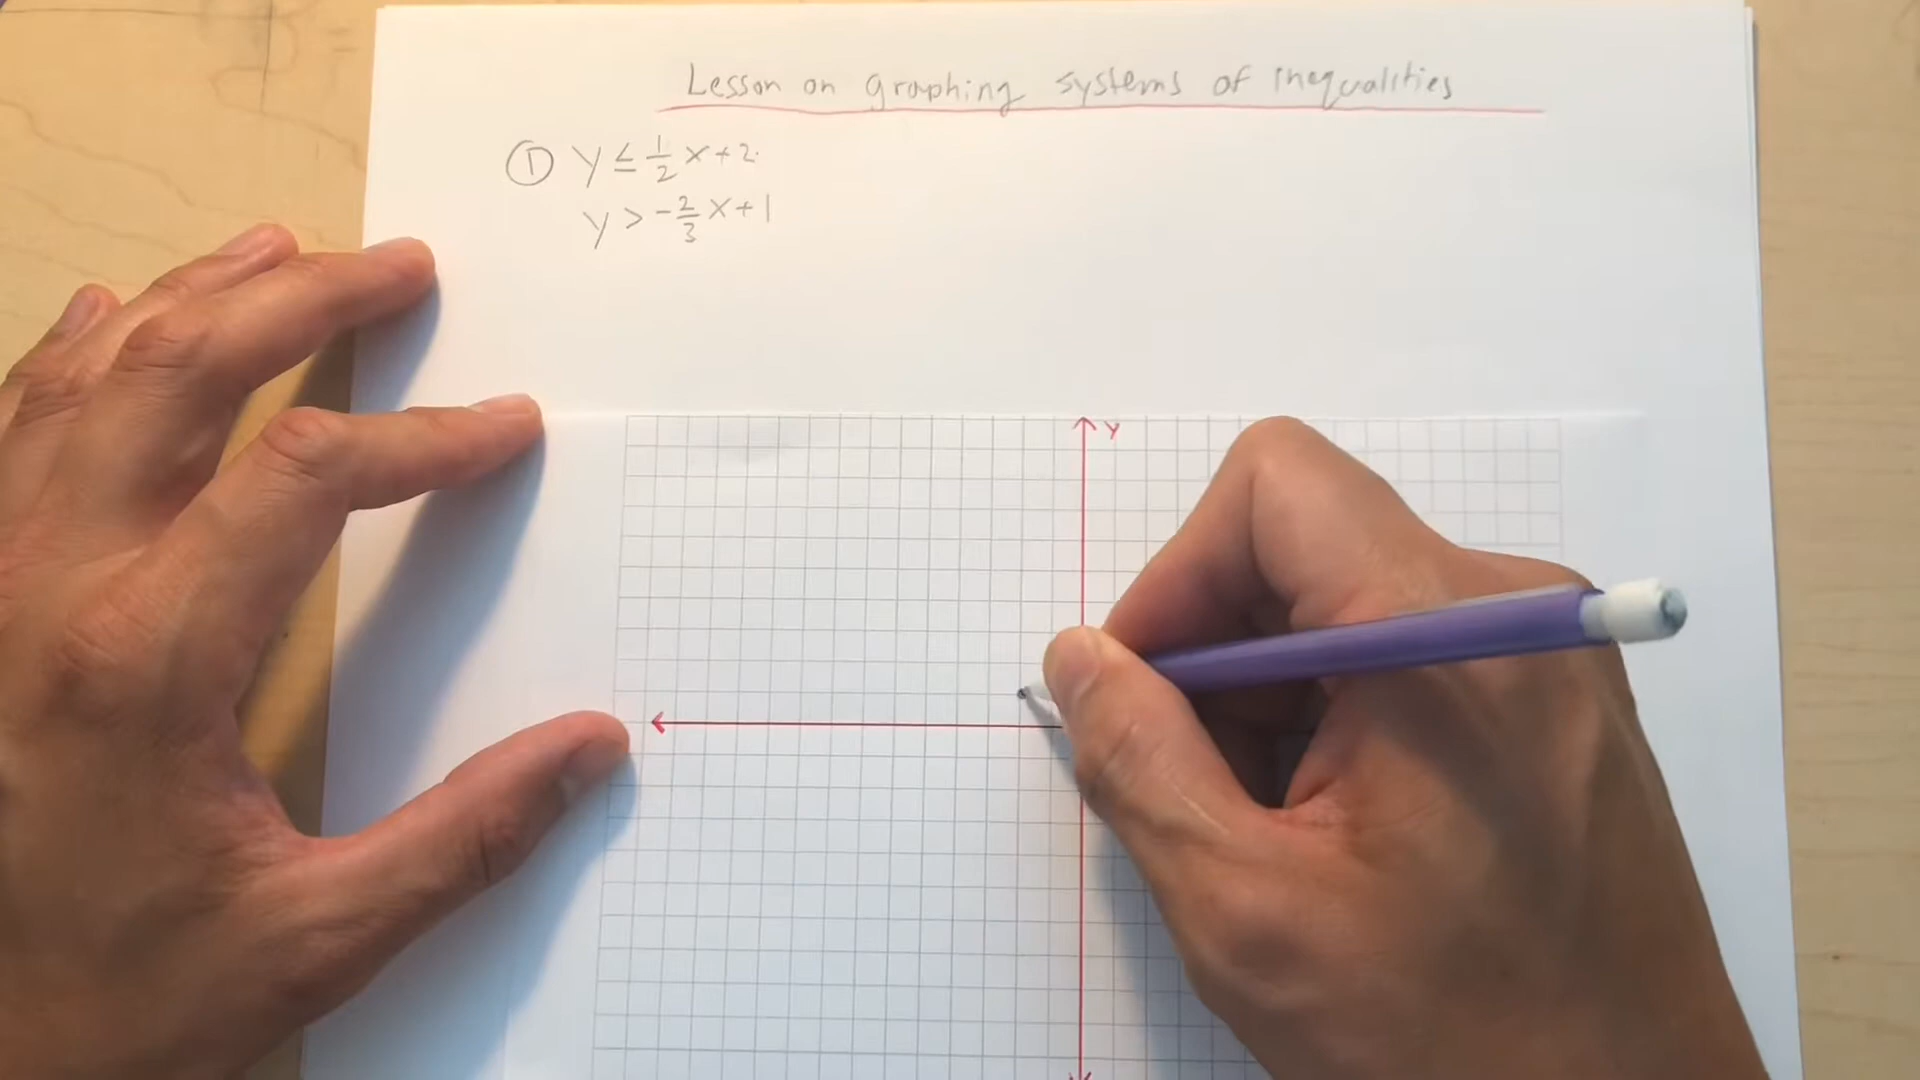 Lesson on graphing systems of inequalities
① y ≤ 1/2 x + 2
y > -2/3 x + 1
y